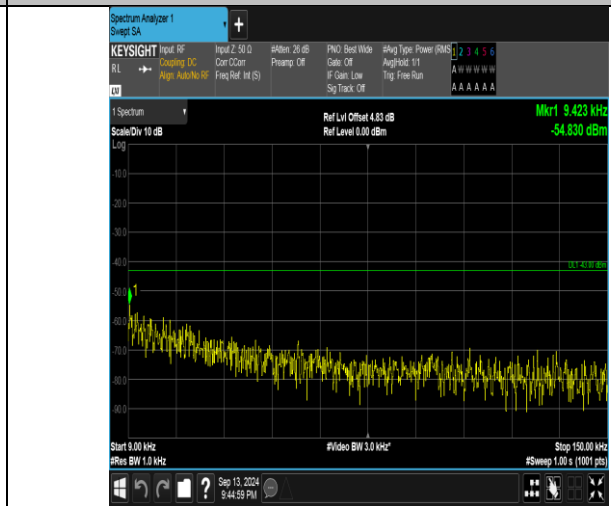 Spectrum Analyzer 1
Swept SA
+
KEYSIGHT Input: RF Input Z: 50 Ω #Atten: 26 dB PNO: Best Wide #Avg Type: Power (RMS 1 2 3 4 5 6
RL Coupling: DC Corr CCorr Preamp: Off Gate: Off Avg|Hold: 1/1 A W W W W W
Align: Auto/No RF Freq Ref: Int (S) IF Gain: Low Trig: Free Run
LXI Sig Track: Off A A A A A A
1 Spectrum Ref Lvl Offset 4.83 dB Mkr1 9.423 kHz
Scale/Div 10 dB Ref Level 0.00 dBm -54.830 dBm
Log
-10.0
-20.0
-30.0
-40.0
DL1 -43.00 dBm
-50.0
1
-60.0
-70.0
-80.0
-90.0
Start 9.00 kHz #Video BW 3.0 kHz* Stop 150.00 kHz
#Res BW 1.0 kHz #Sweep 1.00 s (1001 pts)
? Sep 13, 2024
9:44:59 PM